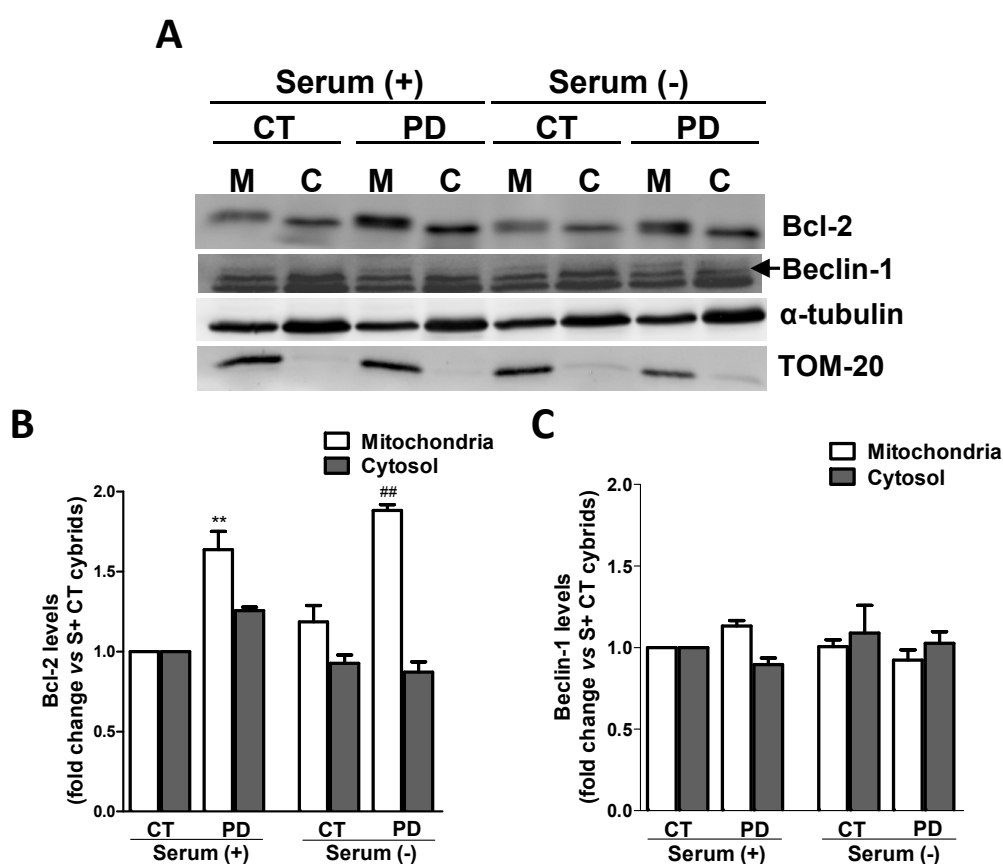 A
Serum (+) Serum (-)
CT PD CT PD
M C M C M C M C
Bcl-2
Beclin-1
α-tubulin
TOM-20
B
Mitochondria
Cytosol
Bcl-2 levels
(fold change vs S+ CT cybrids)
2.0
1.5
1.0
0.5
0.0
**
##
CT PD CT PD
Serum (+) Serum (-)
C
Mitochondria
Cytosol
Beclin-1 levels
(fold change vs S+ CT cybrids)
2.0
1.5
1.0
0.5
0.0
CT PD CT PD
Serum (+) Serum (-)